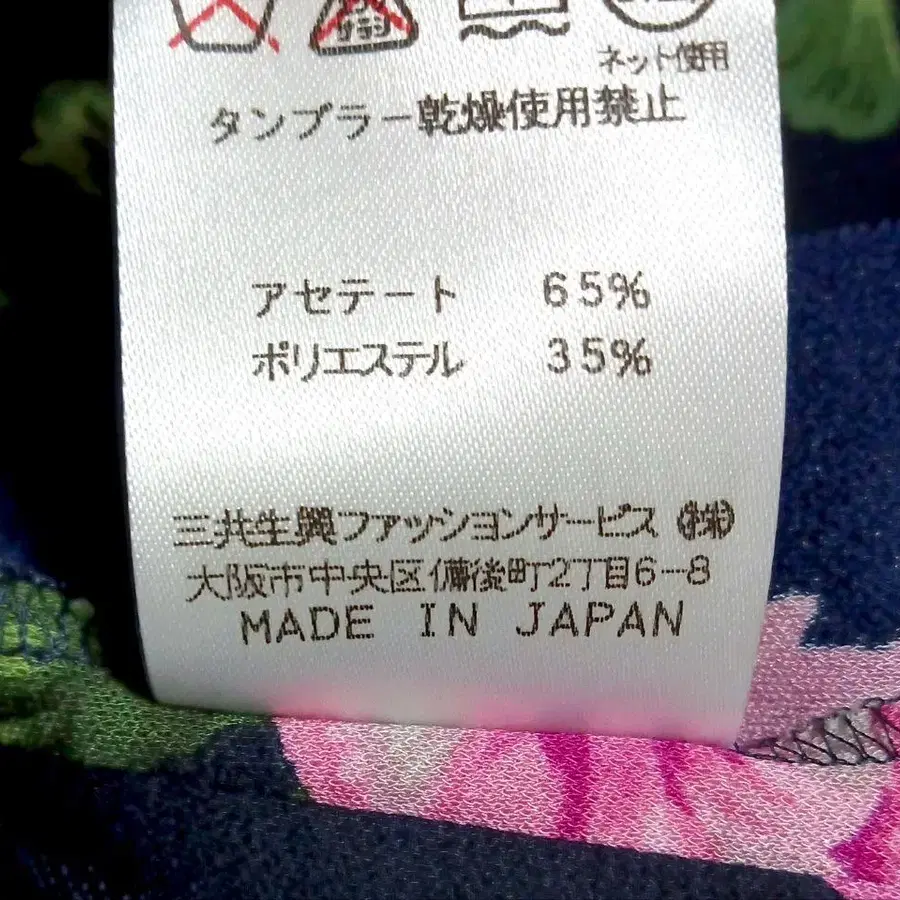 ネット使用
タンブラー乾燥使用禁止
アセテート 65%
ポリエステル 35%
三共生興ファッションサービス ㈱
大阪市中央区備後町2丁目6-8
MADE IN JAPAN